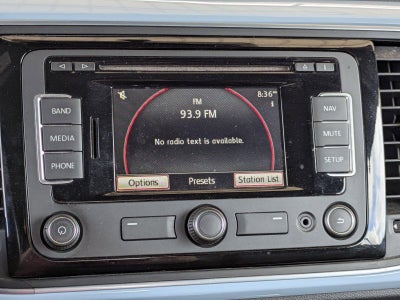 FM
8:36
93.9 FM
No radio text is available.
Options
Presets
Station List
BAND
MEDIA
PHONE
NAV
MUTE
SETUP